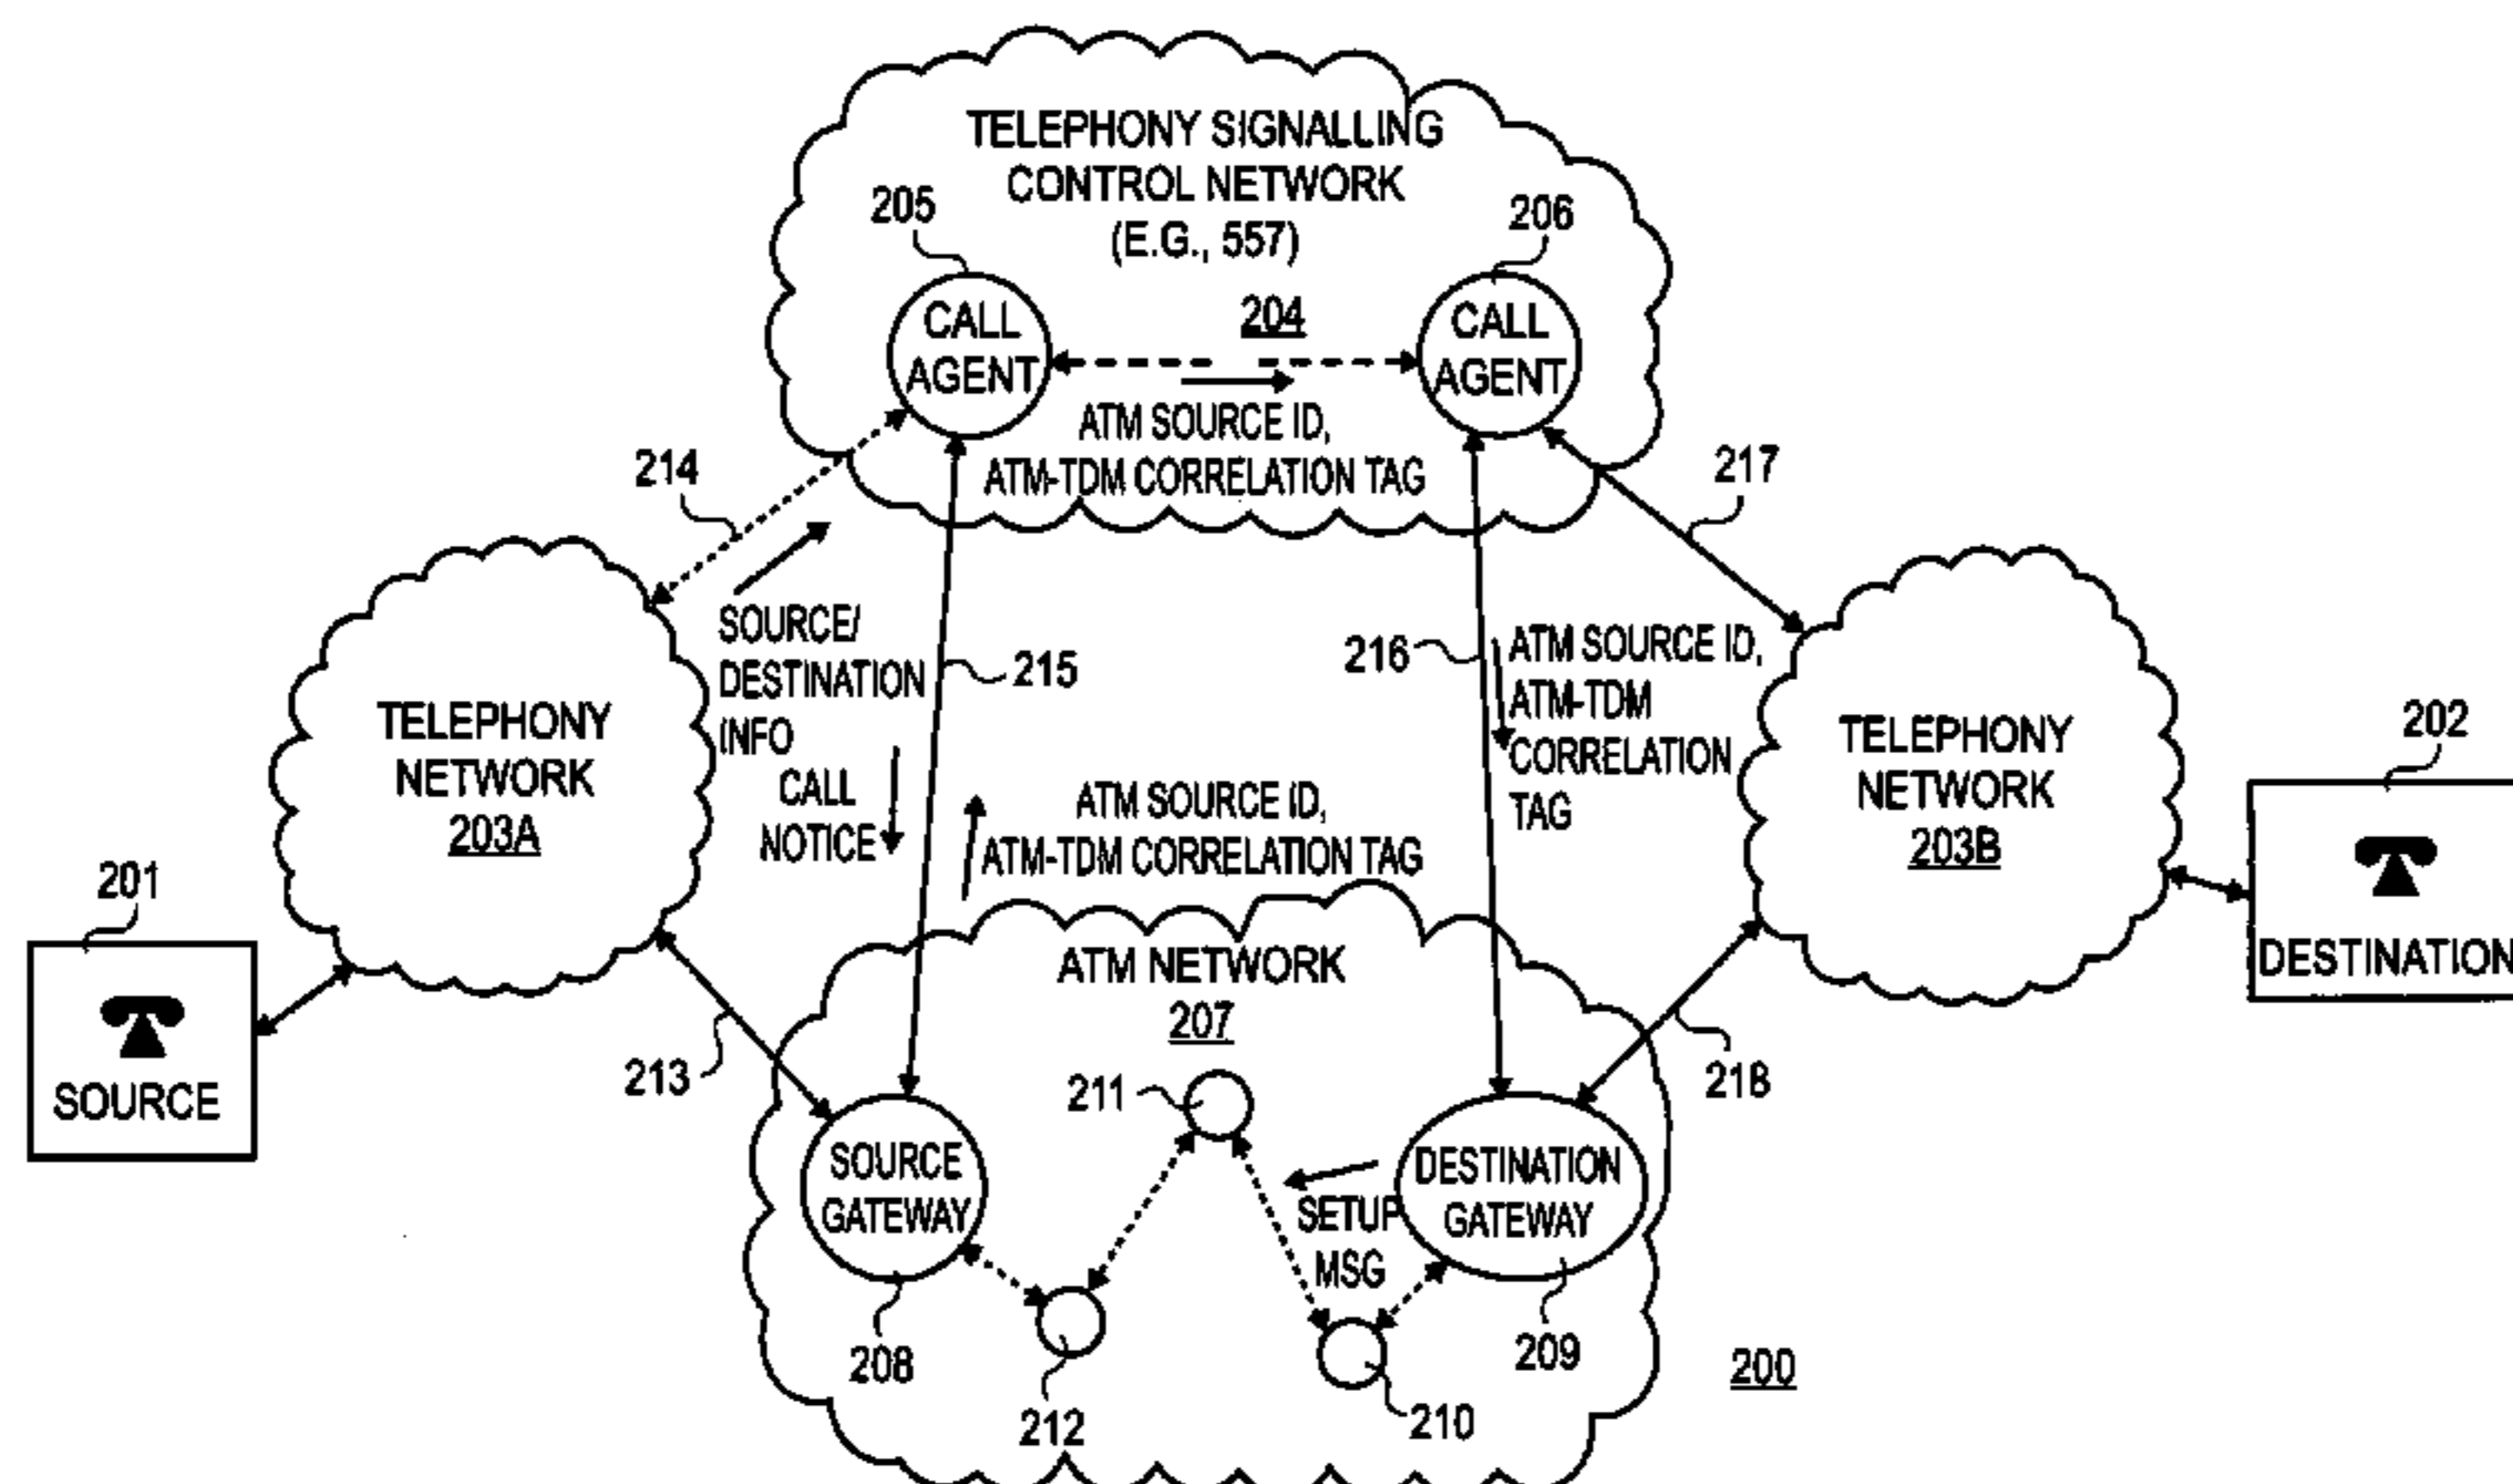 TELEPHONY SIGNALLING
CONTROL NETWORK
(E.G., 557)
205
206
204
CALL
AGENT
CALL
AGENT
ATM SOURCE ID,
ATM-TDM CORRELATION TAG
214
217
SOURCE/
DESTINATION
INFO
215
216
ATM SOURCE ID,
ATM-TDM
CORRELATION
TAG
TELEPHONY
NETWORK
203A
TELEPHONY
NETWORK
203B
202
DESTINATION
CALL
NOTICE
ATM SOURCE ID,
ATM-TDM CORRELATION TAG
201
SOURCE
ATM NETWORK
207
213
211
218
SOURCE
GATEWAY
SETUP
MSG
DESTINATION
GATEWAY
208
212
210
209
200